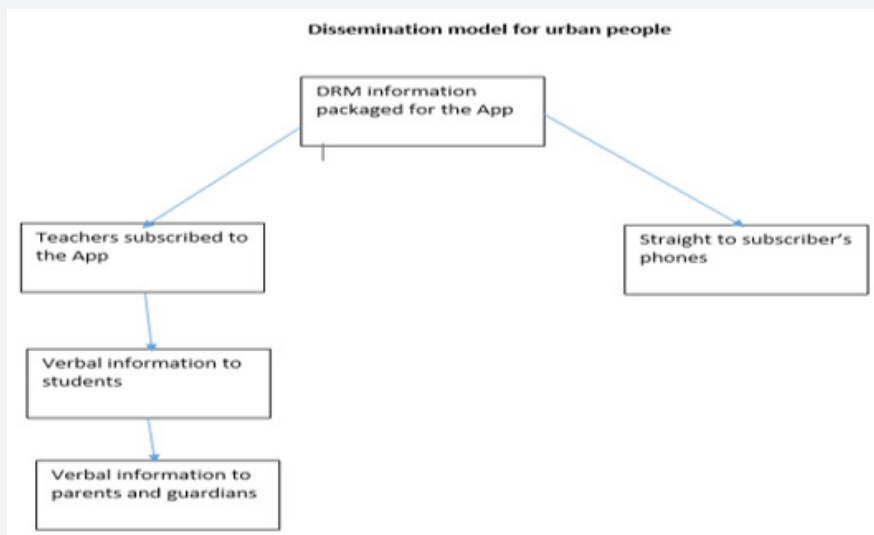 Dissemination model for urban people
DRM information
packaged for the App
Teachers subscribed to
the App
Straight to subscriber's
phones
Verbal information to
students
Verbal information to
parents and guardians